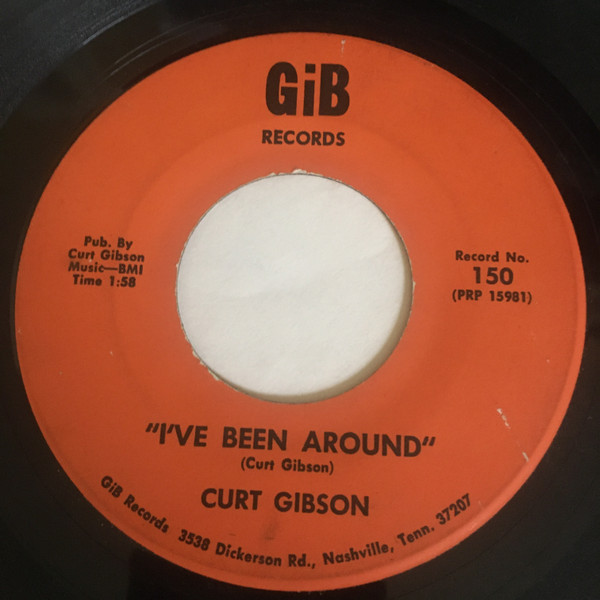 GiB
RECORDS
Pub. By
Curt Gibson
Music—BMI
Time 1:58
Record No.
150
(PRP 15981)
"I'VE BEEN AROUND"
(Curt Gibson)
CURT GIBSON
GiB Records 3538 Dickerson Rd., Nashville, Tenn. 37207